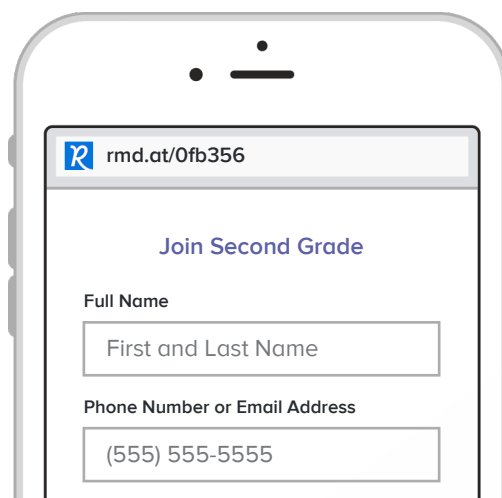 rmd.at/0fb356
Join Second Grade
Full Name
First and Last Name
Phone Number or Email Address
(555) 555-5555